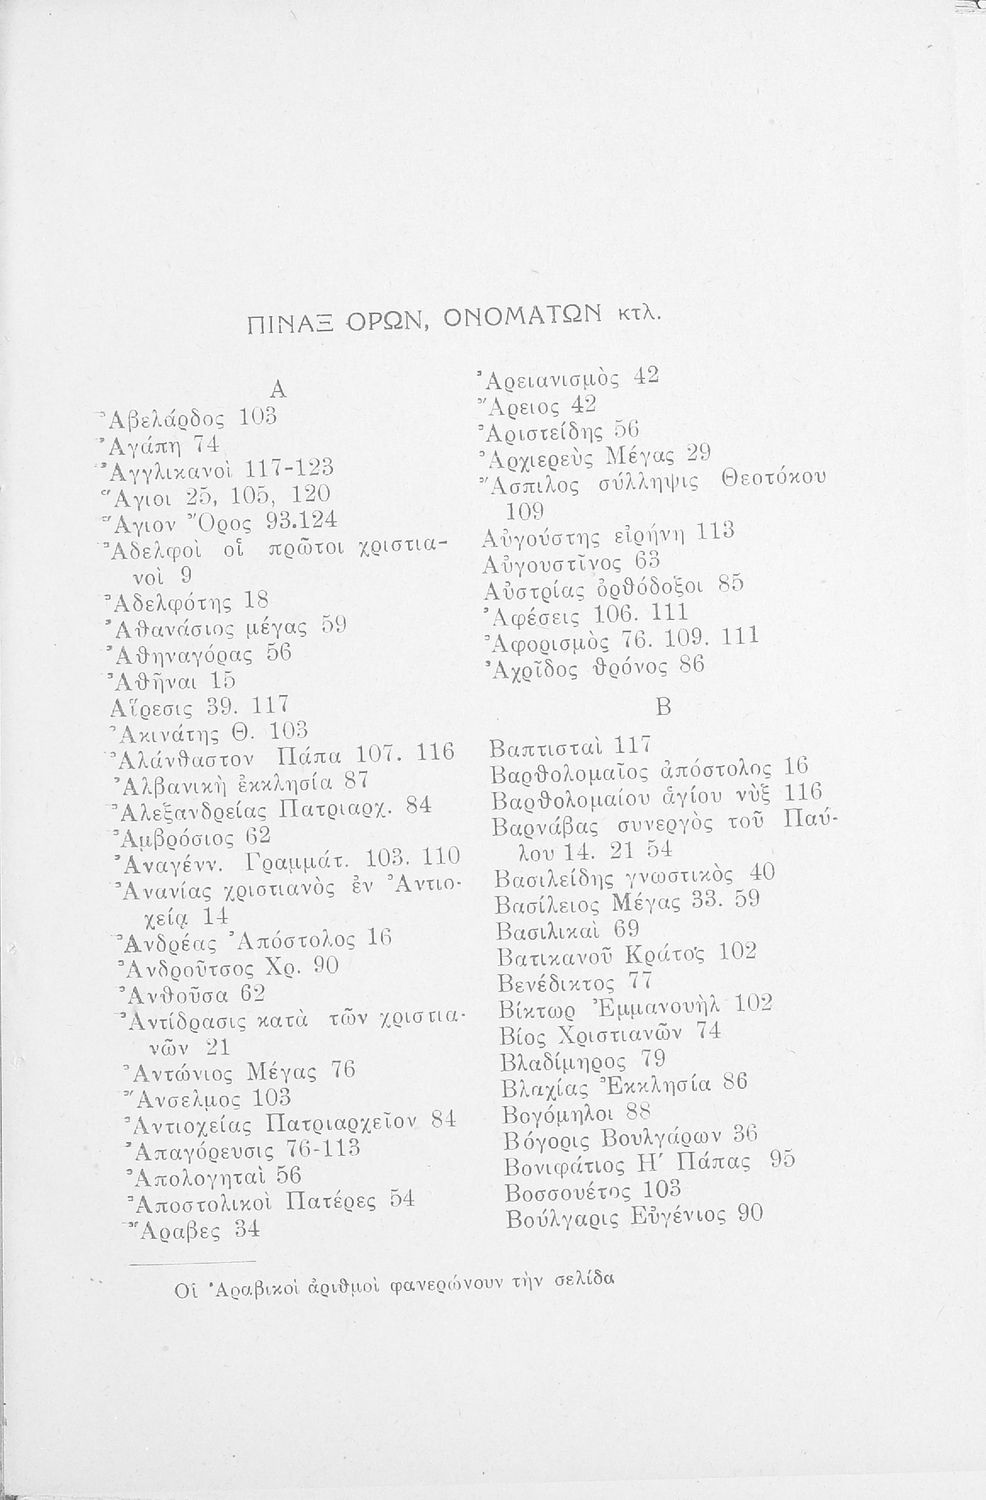 ΠΙΝΑΞ ΟΡΩΝ, ΟΝΟΜΑΤΩΝ κτλ.
Α
Ἀβελάρδος 103
Ἀγάπη 74
Ἀγγλικανοὶ 117-123
Ἅγιοι 25, 105, 120
Ἅγιον Ὄρος 93.124
Ἀδελφοὶ οἱ πρῶτοι χριστια-
νοὶ 9
Ἀδελφότης 18
Ἀθανάσιος μέγας 59
Ἀθηναγόρας 56
Ἀθῆναι 15
Αἵρεσις 39. 117
Ἀκινάτης Θ. 103
Ἀλάνθαστον Πάπα 107. 116
Ἀλβανικὴ ἐκκλησία 87
Ἀλεξανδρείας Πατριαρχ. 84
Ἀμβρόσιος 62
Ἀναγένν. Γραμμάτ. 103. 110
Ἀνανίας χριστιανὸς ἐν Ἀντιο-
χείᾳ 14
Ἀνδρέας Ἀπόστολος 16
Ἀνδροῦτσος Χρ. 90
Ἀνθοῦσα 62
Ἀντίδρασις κατὰ τῶν χριστια-
νῶν 21
Ἀντώνιος Μέγας 76
Ἄνσελμος 103
Ἀντιοχείας Πατριαρχεῖον 84
Ἀπαγόρευσις 76-113
Ἀπολογηταὶ 56
Ἀποστολικοὶ Πατέρες 54
Ἄραβες 34
Ἀρειανισμὸς 42
Ἄρειος 42
Ἀριστείδης 56
Ἀρχιερεὺς Μέγας 29
Ἄσπιλος σύλληψις Θεοτόκου
109
Αὐγούστης εἰρήνη 113
Αὐγουστῖνος 63
Αὐστρίας ὀρθόδοξοι 85
Ἀφέσεις 106. 111
Ἀφορισμὸς 76. 109. 111
Ἀχρῖδος θρόνος 86
Β
Βαπτισταὶ 117
Βαρθολομαῖος ἀπόστολος 16
Βαρθολομαίου ἁγίου νὺξ 116
Βαρνάβας συνεργὸς τοῦ Παύ-
λου 14. 21 54
Βασιλείδης γνωστικὸς 40
Βασίλειος Μέγας 33. 59
Βασιλικαὶ 69
Βατικανοῦ Κράτος 102
Βενέδικτος 77
Βίκτωρ Ἐμμανουὴλ 102
Βίος Χριστιανῶν 74
Βλαδίμηρος 79
Βλαχίας Ἐκκλησία 86
Βογόμηλοι 88
Βόγορις Βουλγάρων 36
Βονιφάτιος Η' Πάπας 95
Βοσσουέτος 103
Βούλγαρις Εὐγένιος 90
Οἱ Ἀραβικοὶ ἀριθμοὶ φανερώνουν τὴν σελίδα